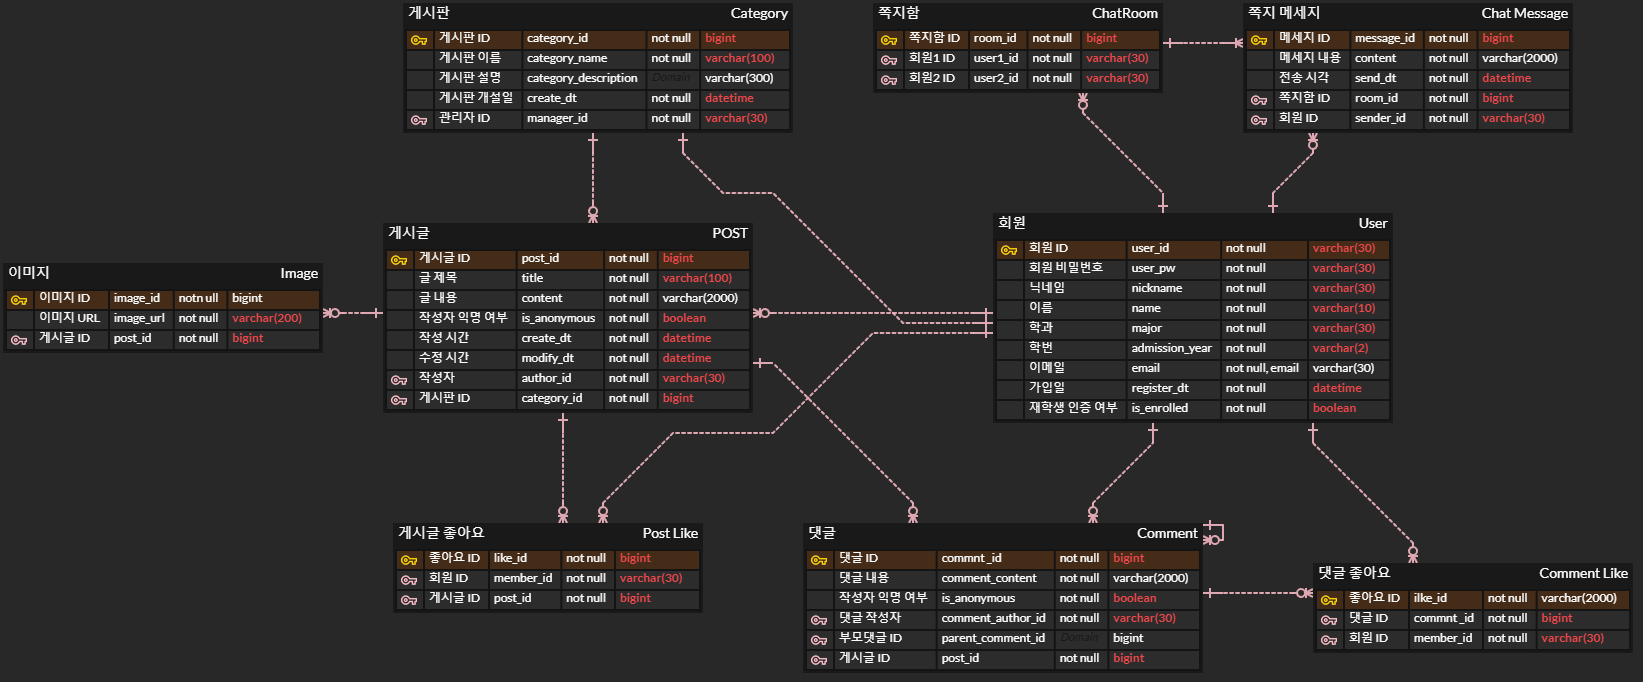 게시판 Category
게시판 ID category_id not null bigint
게시판 이름 category_name not null varchar(100)
게시판 설명 category_description Domain varchar(300)
게시판 개설일 create_dt not null datetime
관리자 ID manager_id not null varchar(30)
쪽지함 ChatRoom
쪽지함 ID room_id not null bigint
회원1 ID user1_id not null varchar(30)
회원2 ID user2_id not null varchar(30)
쪽지 메세지 Chat Message
메세지 ID message_id not null bigint
메세지 내용 content not null varchar(2000)
전송 시각 send_dt not null datetime
쪽지함 ID room_id not null bigint
회원 ID sender_id not null varchar(30)
이미지 Image
이미지 ID image_id notn ull bigint
이미지 URL image_url not null varchar(200)
게시글 ID post_id not null bigint
게시글 POST
게시글 ID post_id not null bigint
글 제목 title not null varchar(100)
글 내용 content not null varchar(2000)
작성자 익명 여부 is_anonymous not null boolean
작성 시간 create_dt not null datetime
수정 시간 modify_dt not null datetime
작성자 author_id not null varchar(30)
게시판 ID category_id not null bigint
회원 User
회원 ID user_id not null varchar(30)
회원 비밀번호 user_pw not null varchar(30)
닉네임 nickname not null varchar(30)
이름 name not null varchar(10)
학과 major not null varchar(30)
학번 admission_year not null varchar(2)
이메일 email not null, email varchar(30)
가입일 register_dt not null datetime
재학생 인증 여부 is_enrolled not null boolean
게시글 좋아요 Post Like
좋아요 ID like_id not null bigint
회원 ID member_id not null varchar(30)
게시글 ID post_id not null bigint
댓글 Comment
댓글 ID commnt_id not null bigint
댓글 내용 comment_content not null varchar(2000)
작성자 익명 여부 is_anonymous not null boolean
댓글 작성자 comment_author_id not null varchar(30)
부모댓글 ID parent_comment_id Domain bigint
게시글 ID post_id not null bigint
댓글 좋아요 Comment Like
좋아요 ID ilke_id not null varchar(2000)
댓글 ID commnt_id not null bigint
회원 ID member_id not null varchar(30)